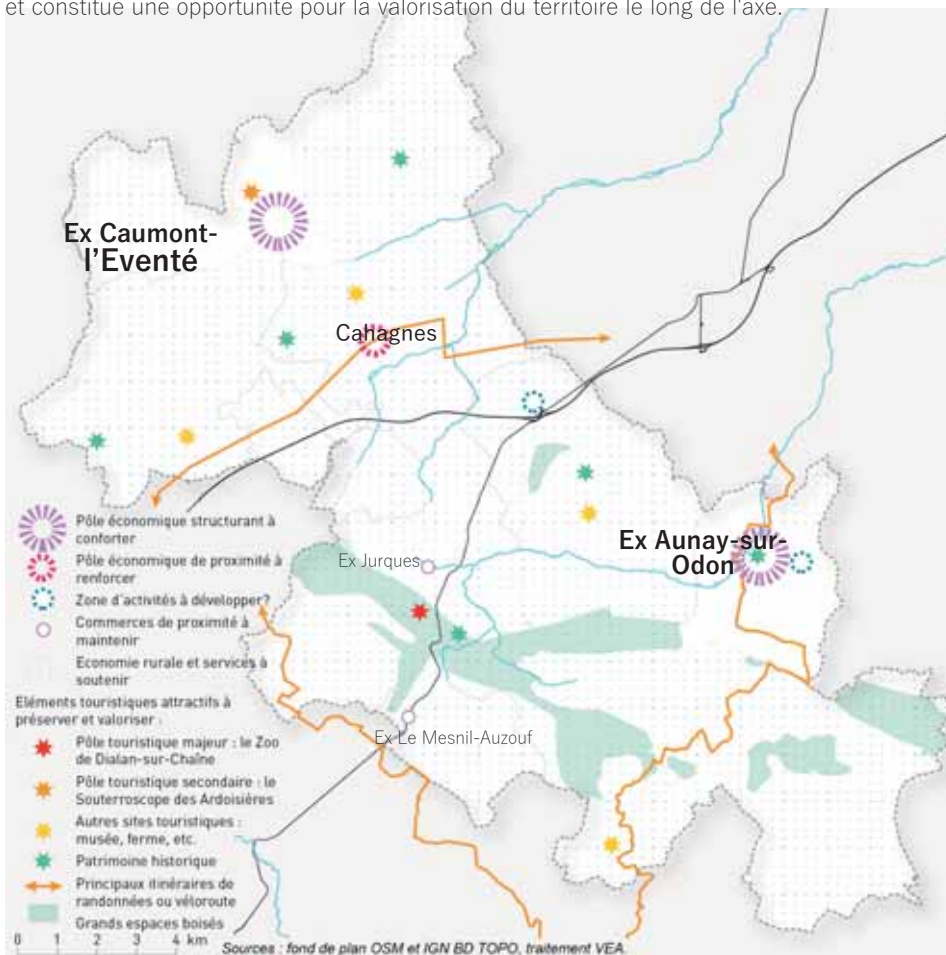 et constitue une opportunité pour la valorisation du territoire le long de l'axe.
Ex Caumont-
l'Eventé
Cahagnes
Ex Aunay-sur-
Odon
Ex Jurques
Ex Le Mesnil-Auzouf
Pôle économique structurant à
conforter
Pôle économique de proximité à
renforcer
Zone d'activités à développer?
Commerces de proximité à
maintenir
Economie rurale et services à
soutenir
Eléments touristiques attractifs à
préserver et valoriser :
Pôle touristique majeur : le Zoo
de Dialan-sur-Chaîne
Pôle touristique secondaire : le
Souterroscope des Ardoisières
Autres sites touristiques :
musée, ferme, etc.
Patrimoine historique
Principaux itinéraires de
randonnées ou véloroute
Grands espaces boisés
0 1 2 3 4 km
Sources : fond de plan OSM et IGN BD TOPO, traitement VEA.